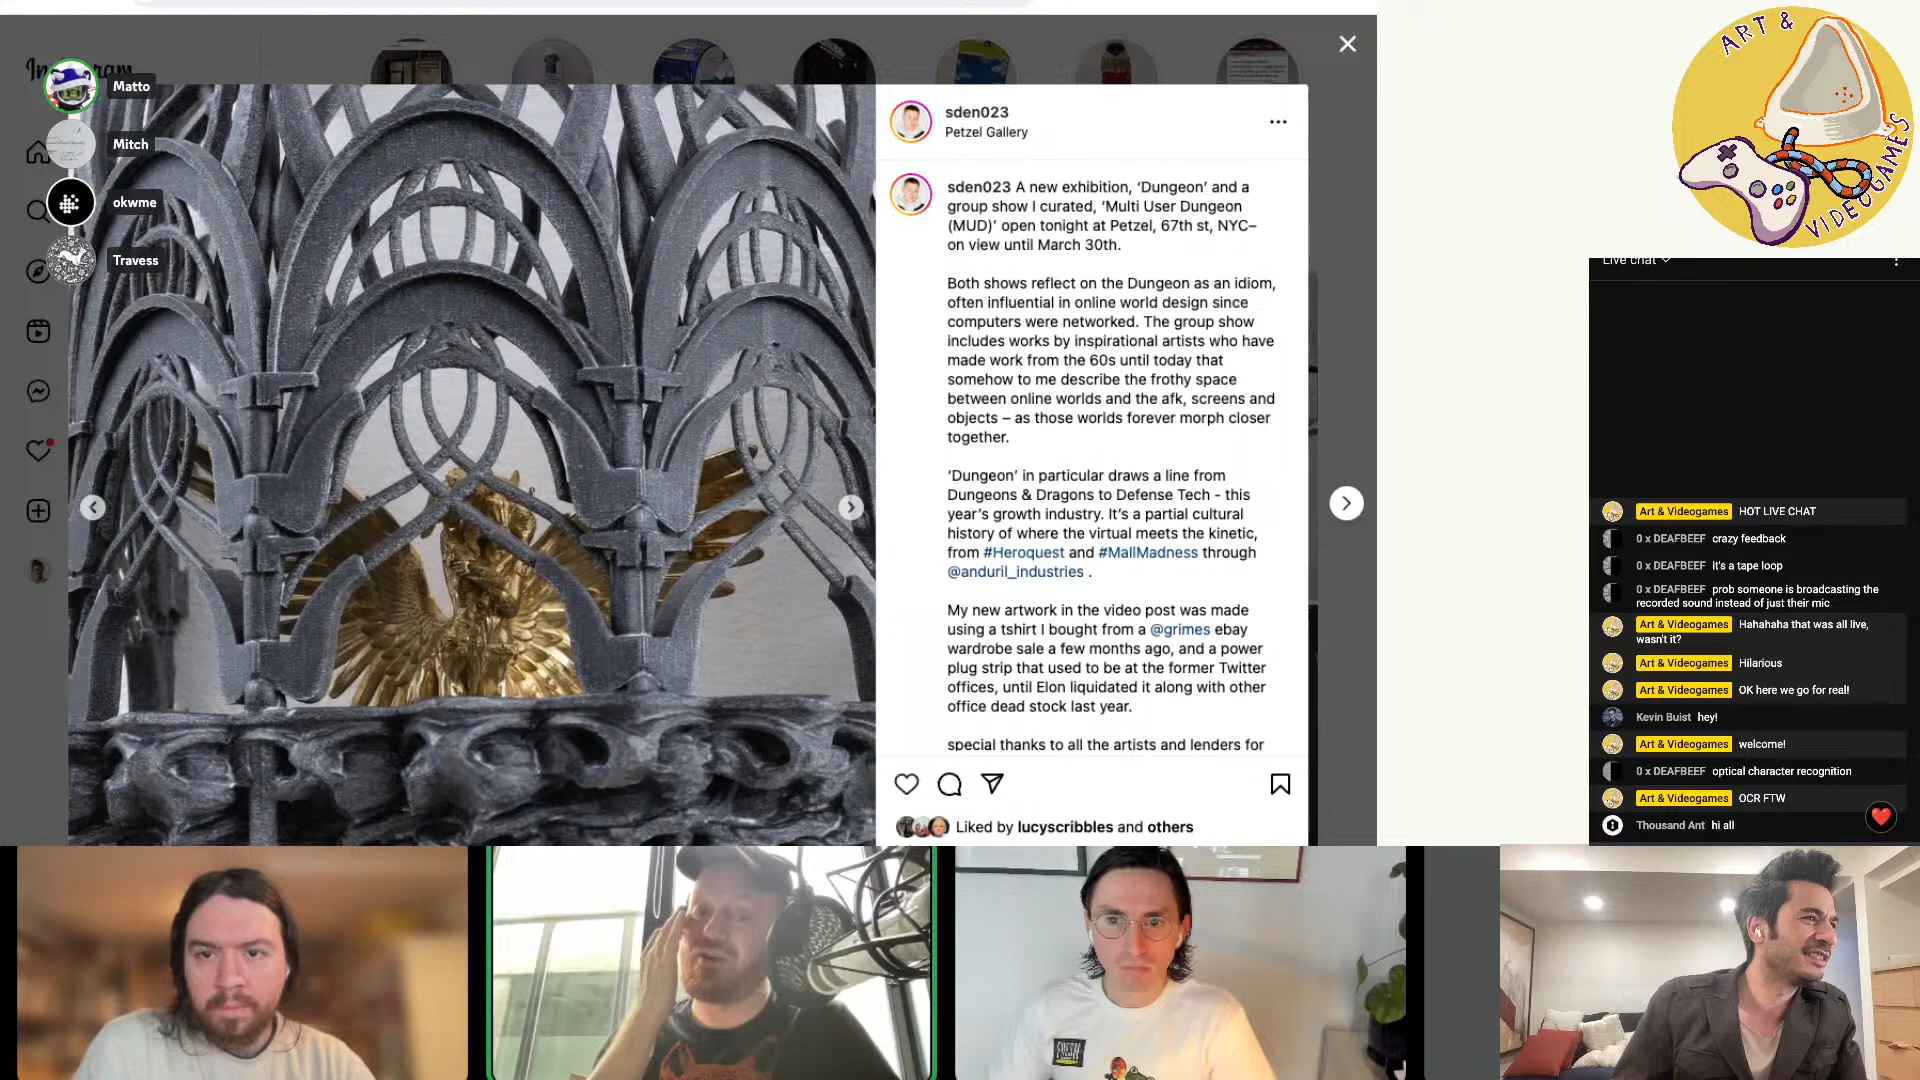 Instagram
Matto
Mitch
okwme
Travess
sden023
Petzel Gallery
sden023 A new exhibition, ‘Dungeon’ and a
group show I curated, ‘Multi User Dungeon
(MUD)’ open tonight at Petzel, 67th st, NYC–
on view until March 30th.
Both shows reflect on the Dungeon as an idiom,
often influential in online world design since
computers were networked. The group show
includes works by inspirational artists who have
made work from the 60s until today that
somehow to me describe the frothy space
between online worlds and the afk, screens and
objects – as those worlds forever morph closer
together.
‘Dungeon’ in particular draws a line from
Dungeons & Dragons to Defense Tech - this
year’s growth industry. It’s a partial cultural
history of where the virtual meets the kinetic,
from #Heroquest and #MallMadness through
@anduril_industries .
My new artwork in the video post was made
using a tshirt I bought from a @grimes ebay
wardrobe sale a few months ago, and a power
plug strip that used to be at the former Twitter
offices, until Elon liquidated it along with other
office dead stock last year.
special thanks to all the artists and lenders for
Liked by lucyscribbles and others
ART &
VIDEOGAMES
Live chat
Art & Videogames HOT LIVE CHAT
0 x DEAFBEEF crazy feedback
0 x DEAFBEEF it's a tape loop
0 x DEAFBEEF prob someone is broadcasting the
recorded sound instead of just their mic
Art & Videogames Hahahaha that was all live,
wasn't it?
Art & Videogames Hilarious
Art & Videogames OK here we go for real!
Kevin Buist hey!
Art & Videogames welcome!
0 x DEAFBEEF optical character recognition
Art & Videogames OCR FTW
Thousand Ant hi all
FRESH